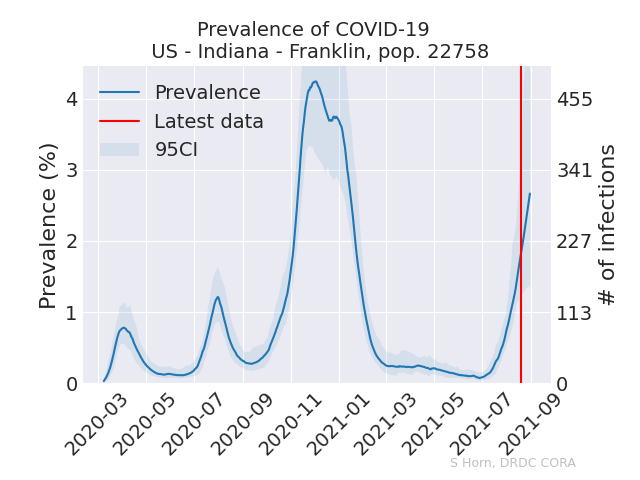 Prevalence of COVID-19
US - Indiana - Franklin, pop. 22758
Prevalence
Latest data
95CI
Prevalence (%)
4
3
2
1
0
455
341
227
113
0
# of infections
2020-03
2020-05
2020-07
2020-09
2020-11
2021-01
2021-03
2021-05
2021-07
2021-09
S Horn, DRDC CORA